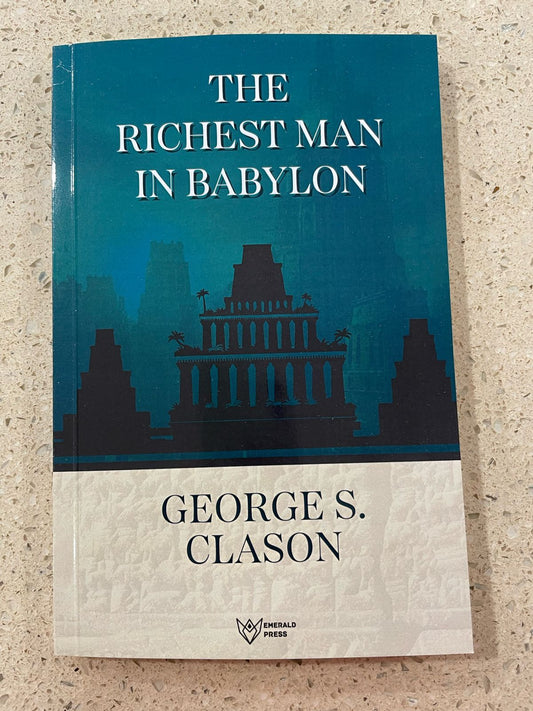 THE
RICHEST MAN
IN BABYLON
GEORGE S.
CLASON
EMERALD
PRESS